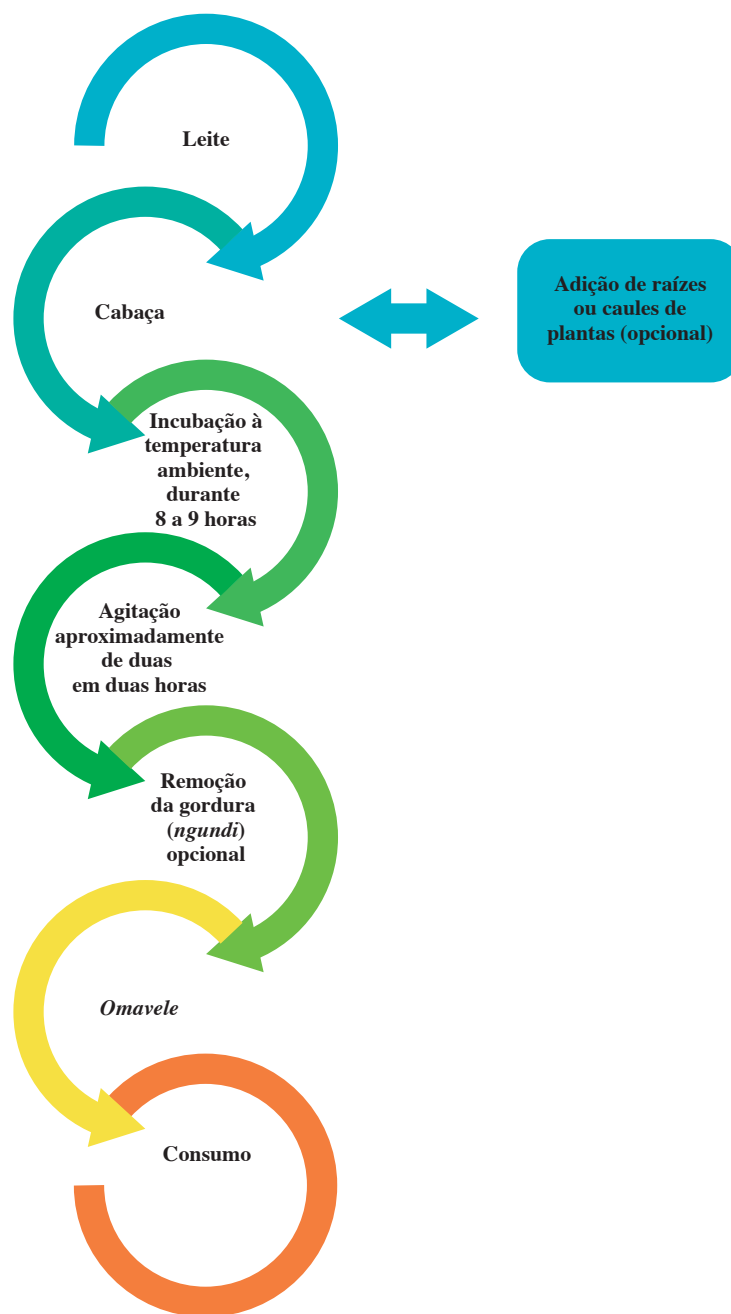 Leite
Cabaça
Adição de raízes
ou caules de
plantas (opcional)
Incubação à
temperatura
ambiente,
durante
8 a 9 horas
Agitação
aproximadamente
de duas
em duas horas
Remoção
da gordura
(ngundi)
opcional
Omavele
Consumo